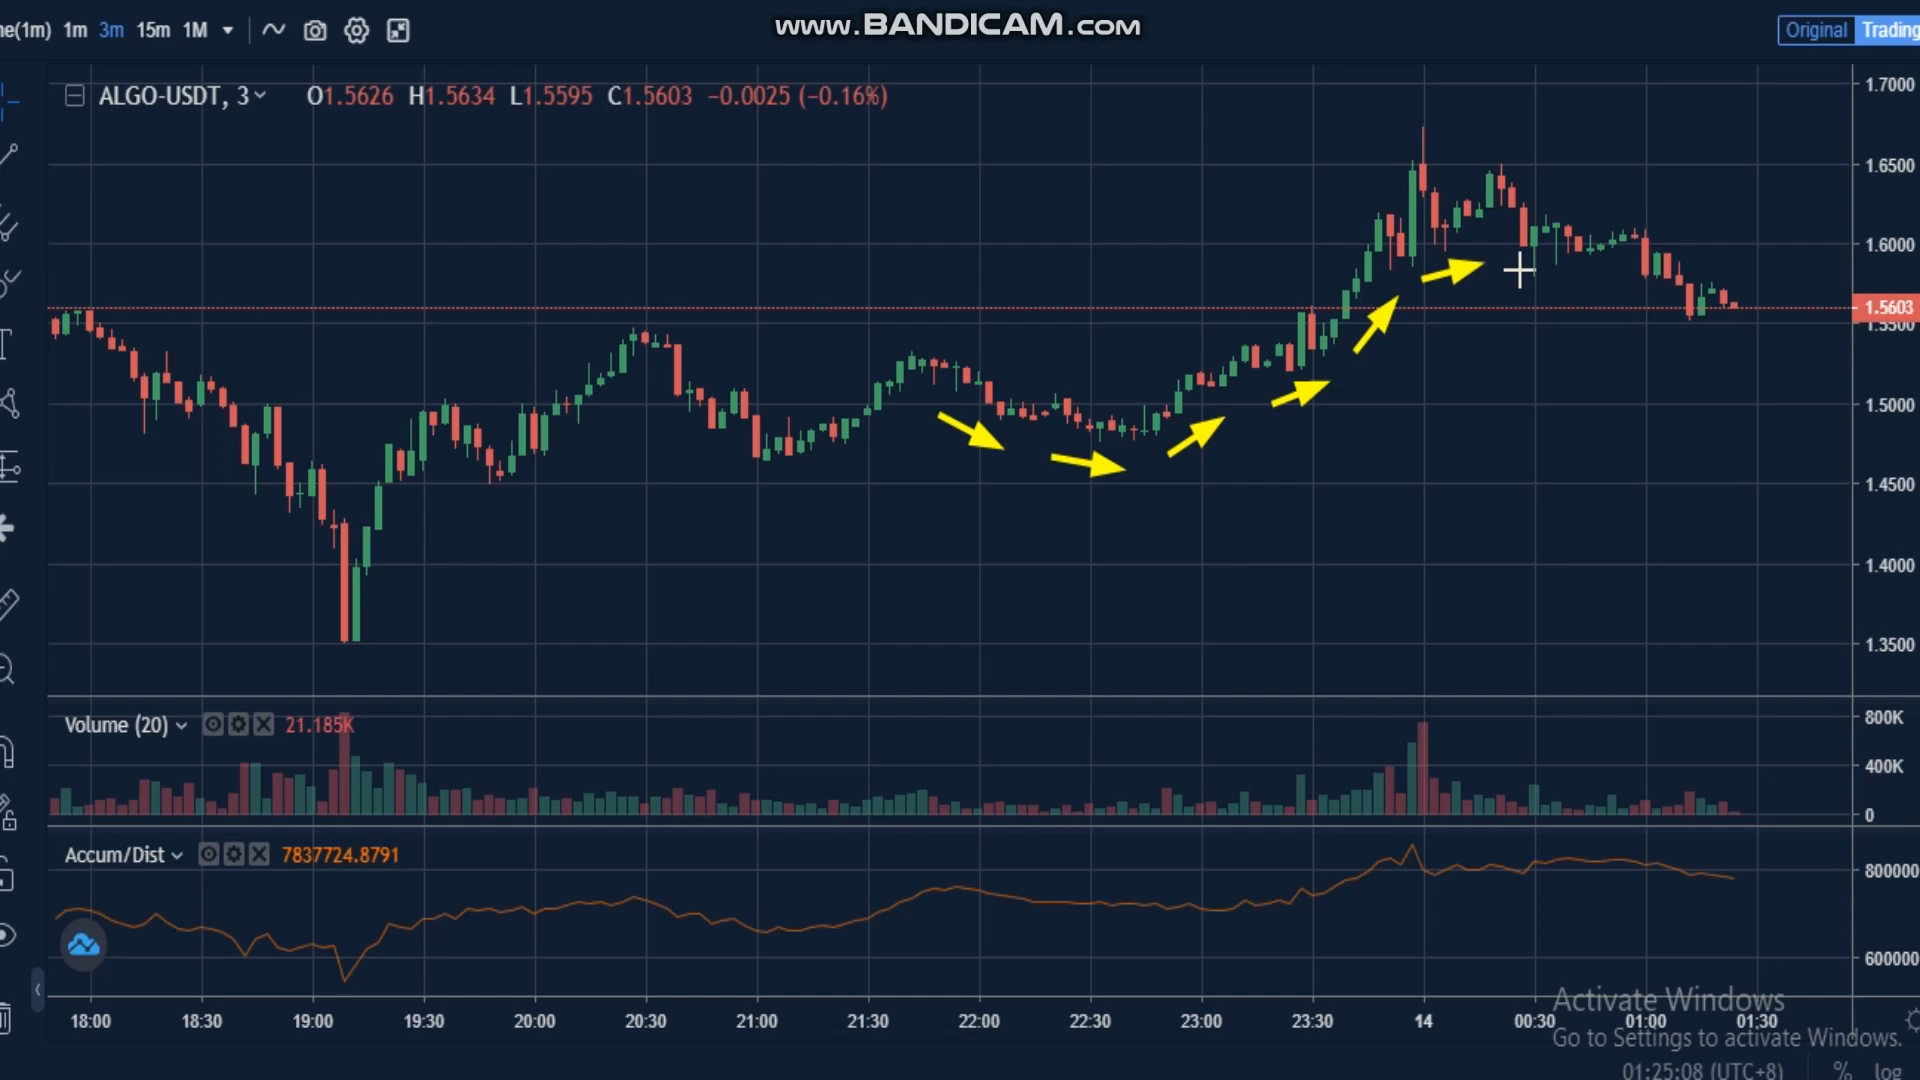 www.BANDICAM.com
ne(1m) 1m 3m 15m 1M
Original Trading
ALGO-USDT, 3 O1.5626 H1.5634 L1.5595 C1.5603 −0.0025 (−0.16%)
1.7000
1.6500
1.6000
1.5603
1.5500
1.5000
1.4500
1.4000
1.3500
Volume (20) 21.185K
800K
400K
0
Accum/Dist 7837724.8791
800000
600000
18:00 18:30 19:00 19:30 20:00 20:30 21:00 21:30 22:00 22:30 23:00 23:30 14 00:30 01:00 01:30
Activate Windows
Go to Settings to activate Windows.
01:25:08 (UTC+8) % log